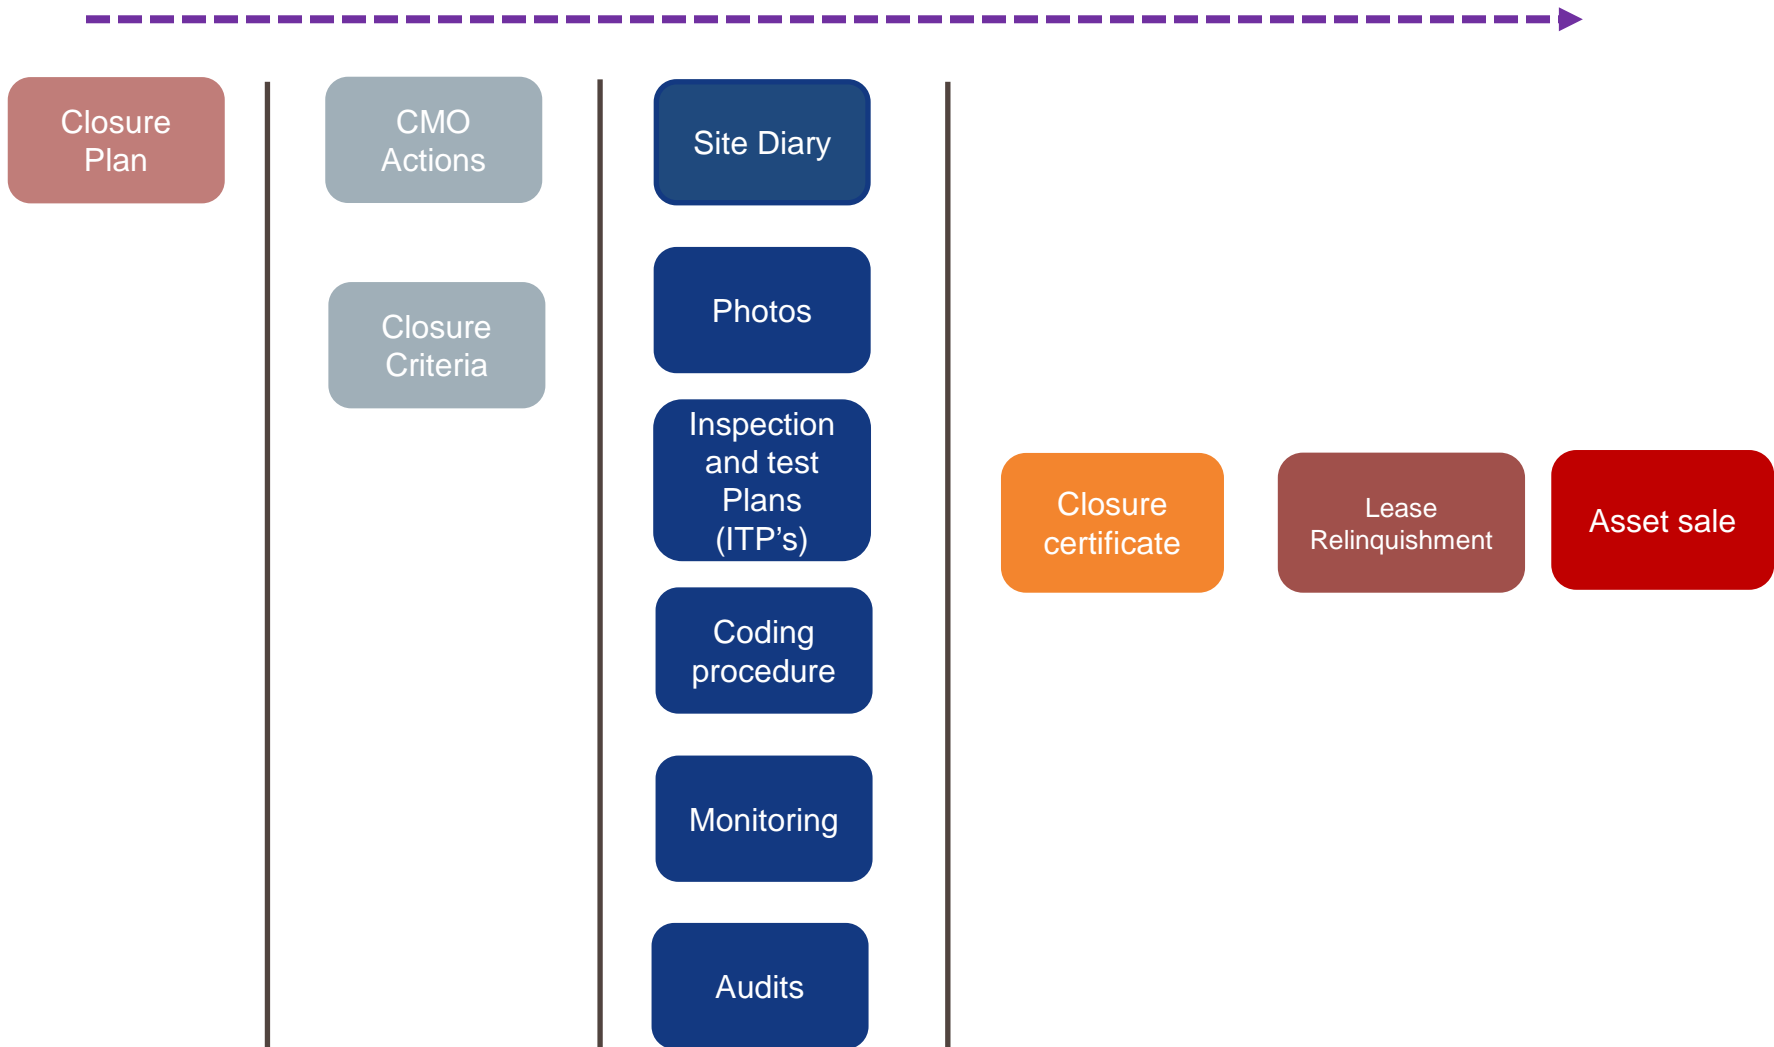 Closure
Plan
CMO
Actions
Closure
Criteria
Site Diary
Photos
Inspection
and test
Plans
(ITP’s)
Coding
procedure
Monitoring
Audits
Closure
certificate
Lease
Relinquishment
Asset sale